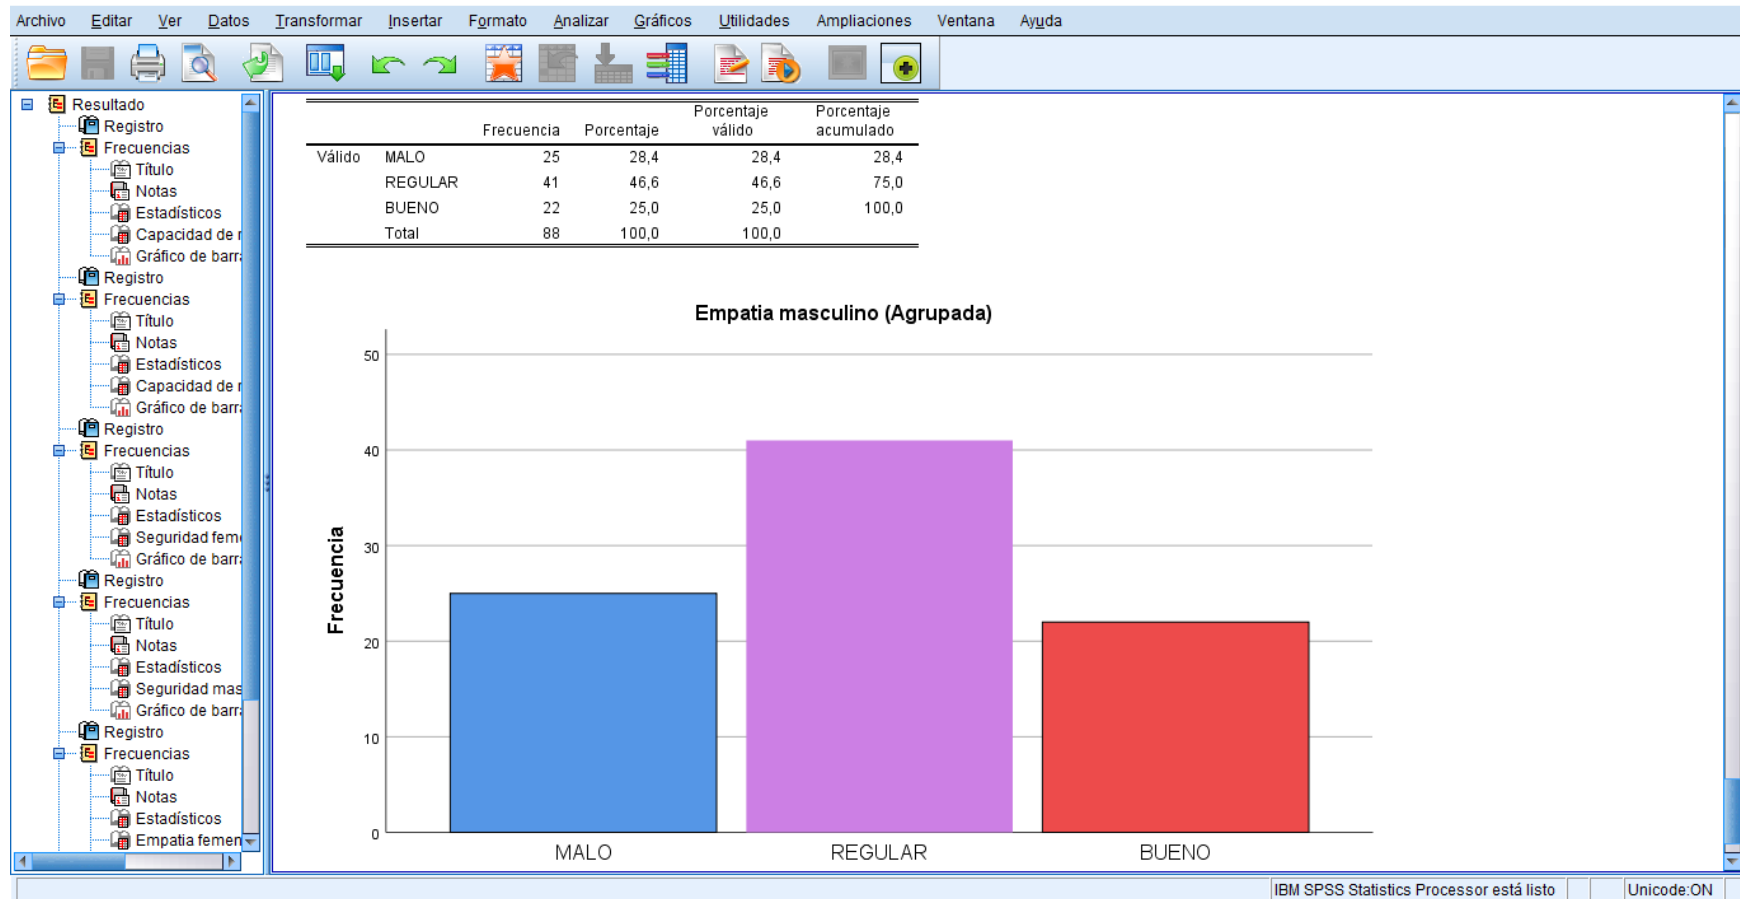 Archivo Editar Ver Datos Transformar Insertar Formato Analizar Gráficos Utilidades Ampliaciones Ventana Ayuda
Resultado
Registro
Frecuencias
Título
Notas
Estadísticos
Capacidad de r
Gráfico de barra
Registro
Frecuencias
Título
Notas
Estadísticos
Capacidad de r
Gráfico de barra
Registro
Frecuencias
Título
Notas
Estadísticos
Seguridad feme
Gráfico de barra
Registro
Frecuencias
Título
Notas
Estadísticos
Seguridad mas
Gráfico de barra
Registro
Frecuencias
Título
Notas
Estadísticos
Empatia femen
Frecuencia Porcentaje Porcentaje válido Porcentaje acumulado
Válido MALO 25 28,4 28,4 28,4
REGULAR 41 46,6 46,6 75,0
BUENO 22 25,0 25,0 100,0
Total 88 100,0 100,0
Empatia masculino (Agrupada)
Frecuencia
50
40
30
20
10
0
MALO REGULAR BUENO
IBM SPSS Statistics Processor está listo Unicode:ON